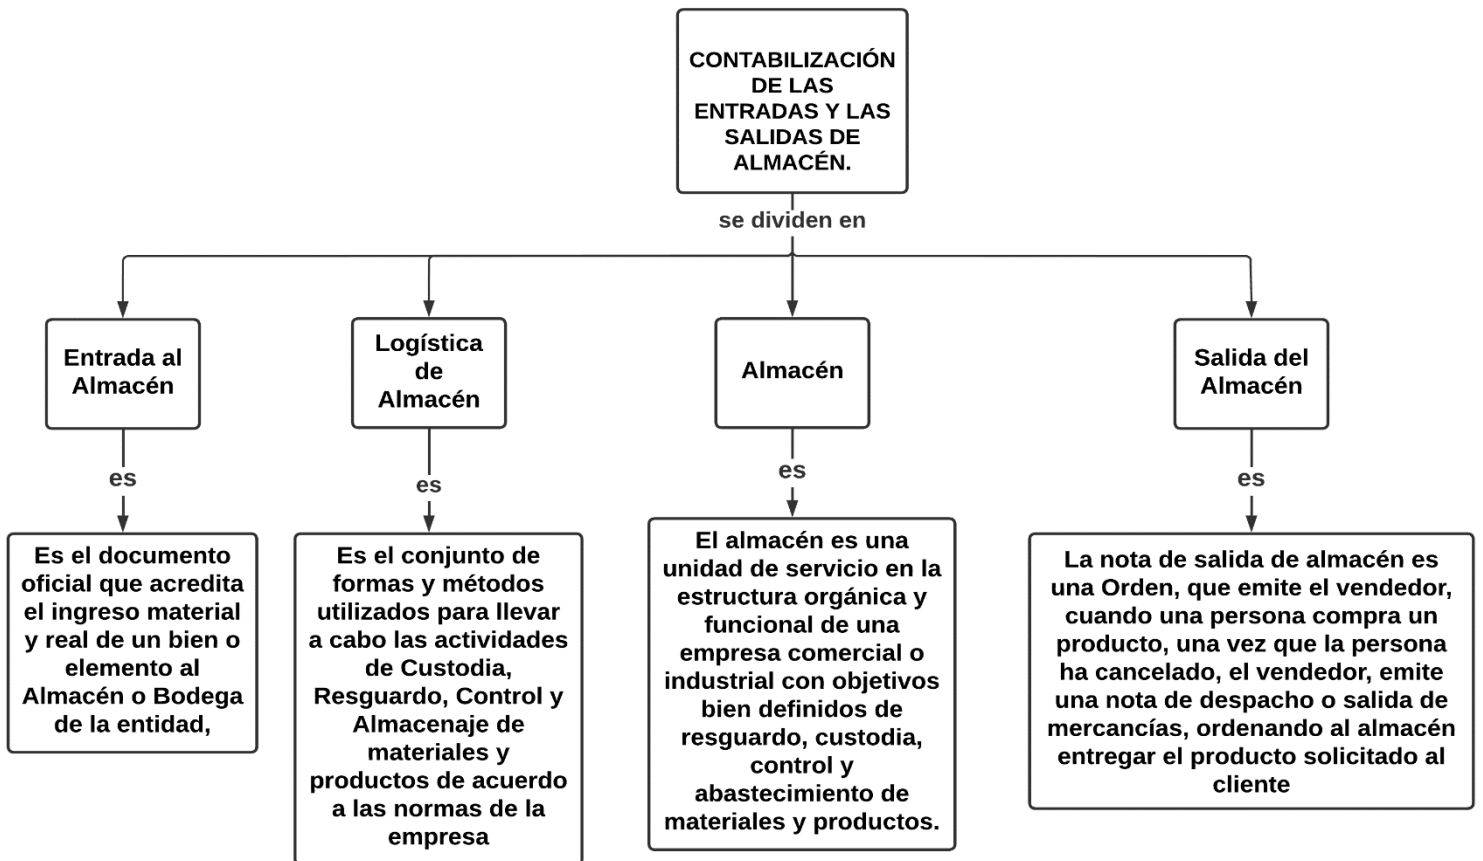 CONTABILIZACIÓN
DE LAS
ENTRADAS Y LAS
SALIDAS DE
ALMACÉN.
se dividen en
Entrada al
Almacén
es
Es el documento
oficial que acredita
el ingreso material
y real de un bien o
elemento al
Almacén o Bodega
de la entidad,
Logística
de
Almacén
es
Es el conjunto de
formas y métodos
utilizados para llevar
a cabo las actividades
de Custodia,
Resguardo, Control y
Almacenaje de
materiales y
productos de acuerdo
a las normas de la
empresa
Almacén
es
El almacén es una
unidad de servicio en la
estructura orgánica y
funcional de una
empresa comercial o
industrial con objetivos
bien definidos de
resguardo, custodia,
control y
abastecimiento de
materiales y productos.
Salida del
Almacén
es
La nota de salida de almacén es
una Orden, que emite el vendedor,
cuando una persona compra un
producto, una vez que la persona
ha cancelado, el vendedor, emite
una nota de despacho o salida de
mercancías, ordenando al almacén
entregar el producto solicitado al
cliente